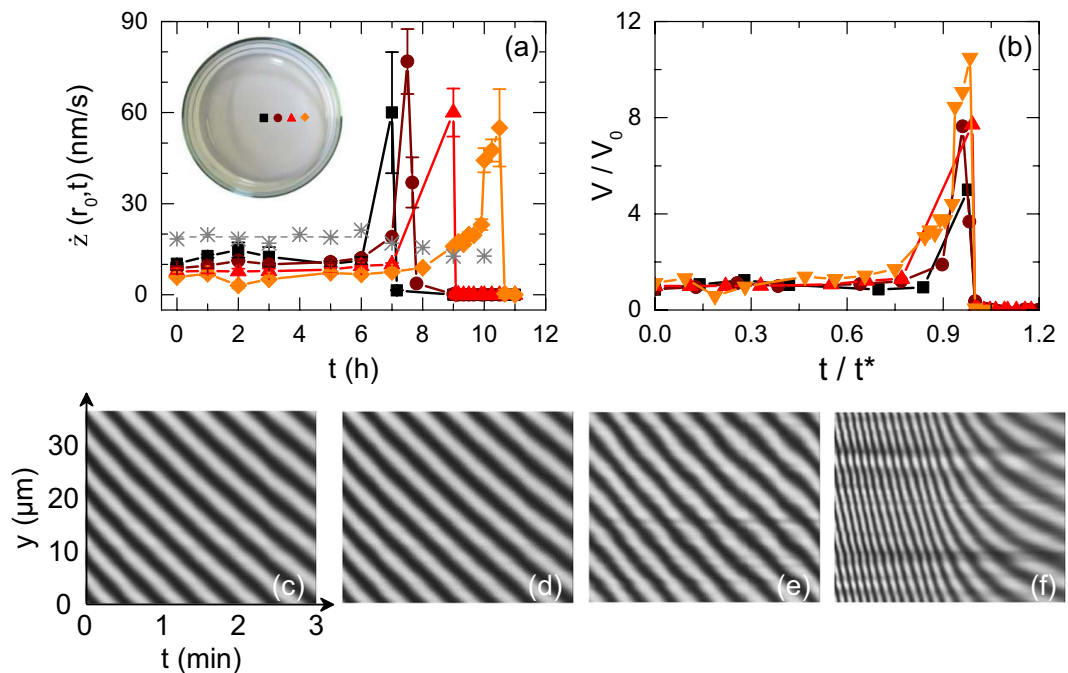 90
60
30
0
ż (r₀,t) (nm/s)
0 2 4 6 8 10 12
t (h)
(a)
12
8
4
0
V / V₀
0.0 0.3 0.6 0.9 1.2
t / t*
(b)
30
20
10
0
y (µm)
0 1 2 3
t (min)
(c)
(d)
(e)
(f)